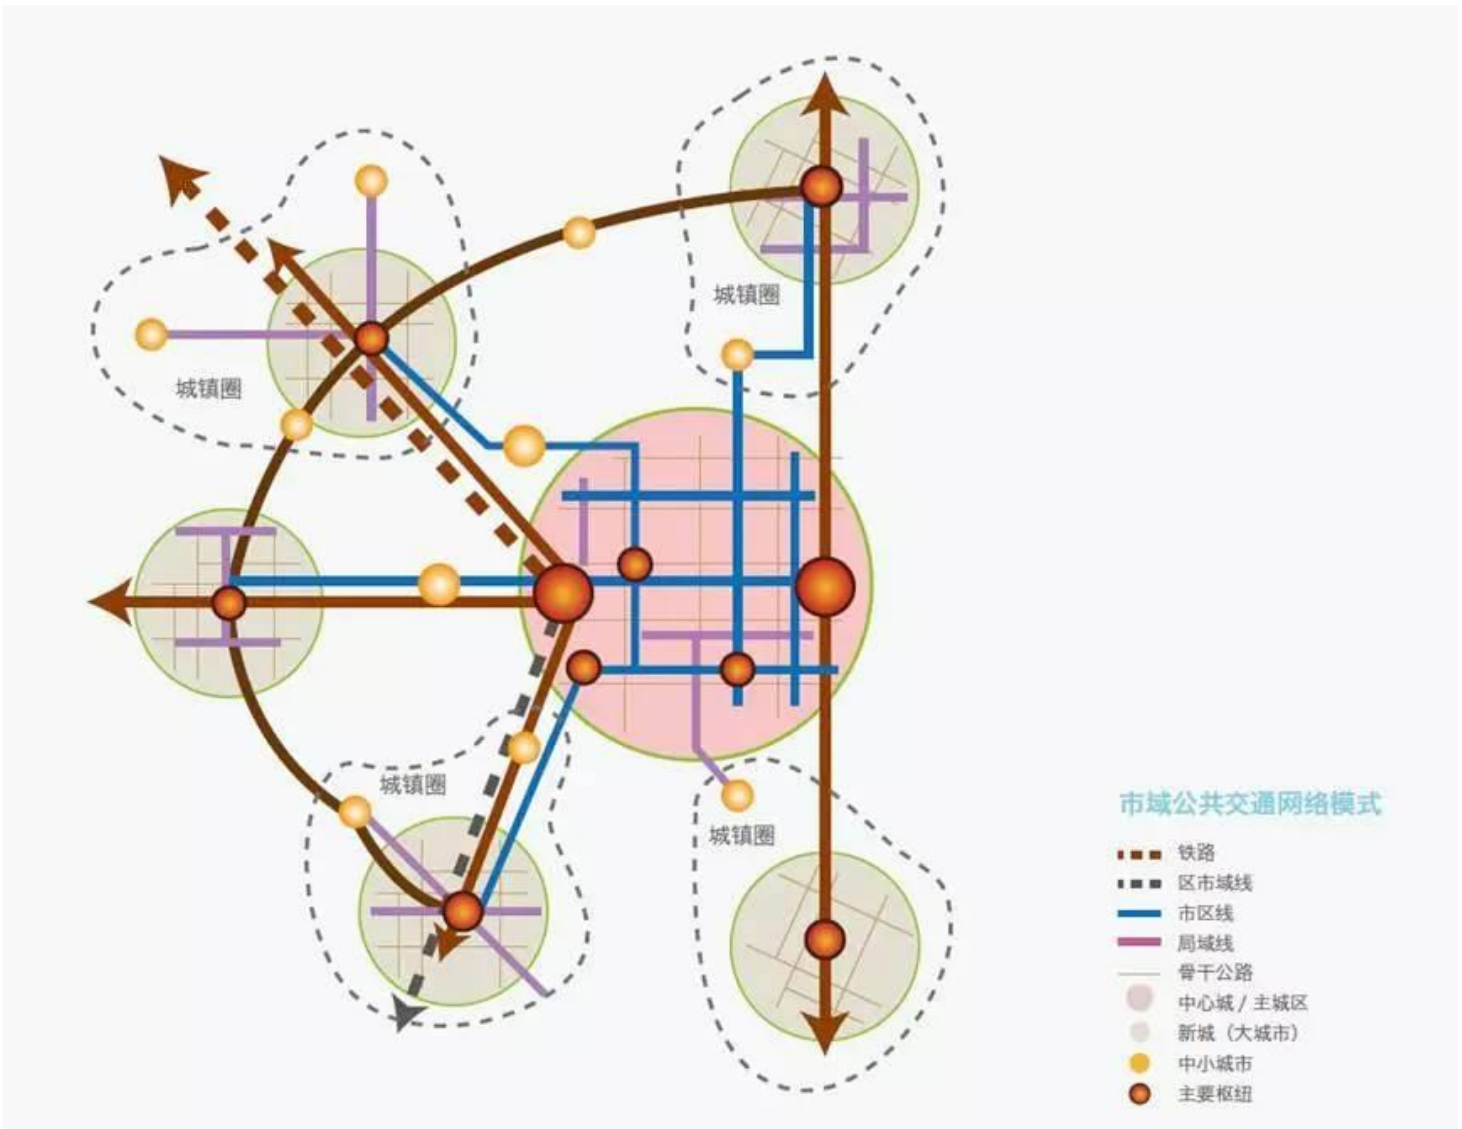 城镇圈
城镇圈
城镇圈
城镇圈
市域公共交通网络模式
铁路
区市域线
市区线
局域线
骨干公路
中心城 / 主城区
新城（大城市）
中小城市
主要枢纽